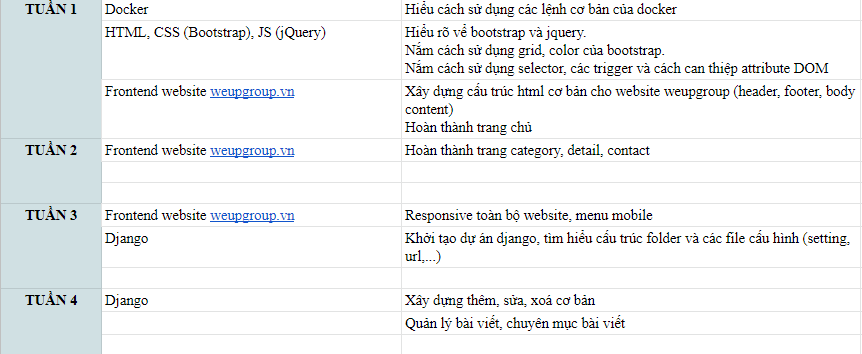 TUẦN 1
Docker
Hiểu cách sử dụng các lệnh cơ bản của docker
HTML, CSS (Bootstrap), JS (jQuery)
Hiểu rõ về bootstrap và jquery.
Nắm cách sử dụng grid, color của bootstrap.
Nắm cách sử dụng selector, các trigger và cách can thiệp attribute DOM
Frontend website weupgroup.vn
Xây dựng cấu trúc html cơ bản cho website weupgroup (header, footer, body
content)
Hoàn thành trang chủ
TUẦN 2
Frontend website weupgroup.vn
Hoàn thành trang category, detail, contact
TUẦN 3
Frontend website weupgroup.vn
Responsive toàn bộ website, menu mobile
Django
Khởi tạo dự án django, tìm hiểu cấu trúc folder và các file cấu hình (setting,
url,...)
TUẦN 4
Django
Xây dựng thêm, sửa, xoá cơ bản
Quản lý bài viết, chuyên mục bài viết